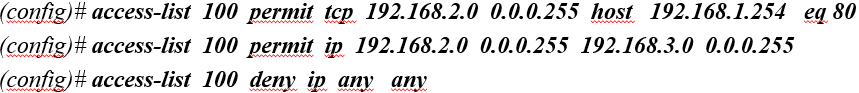 (config)# access-list 100 permit tcp 192.168.2.0 0.0.0.255 host 192.168.1.254 eq 80
(config)# access-list 100 permit ip 192.168.2.0 0.0.0.255 192.168.3.0 0.0.0.255
(config)# access-list 100 deny ip any any